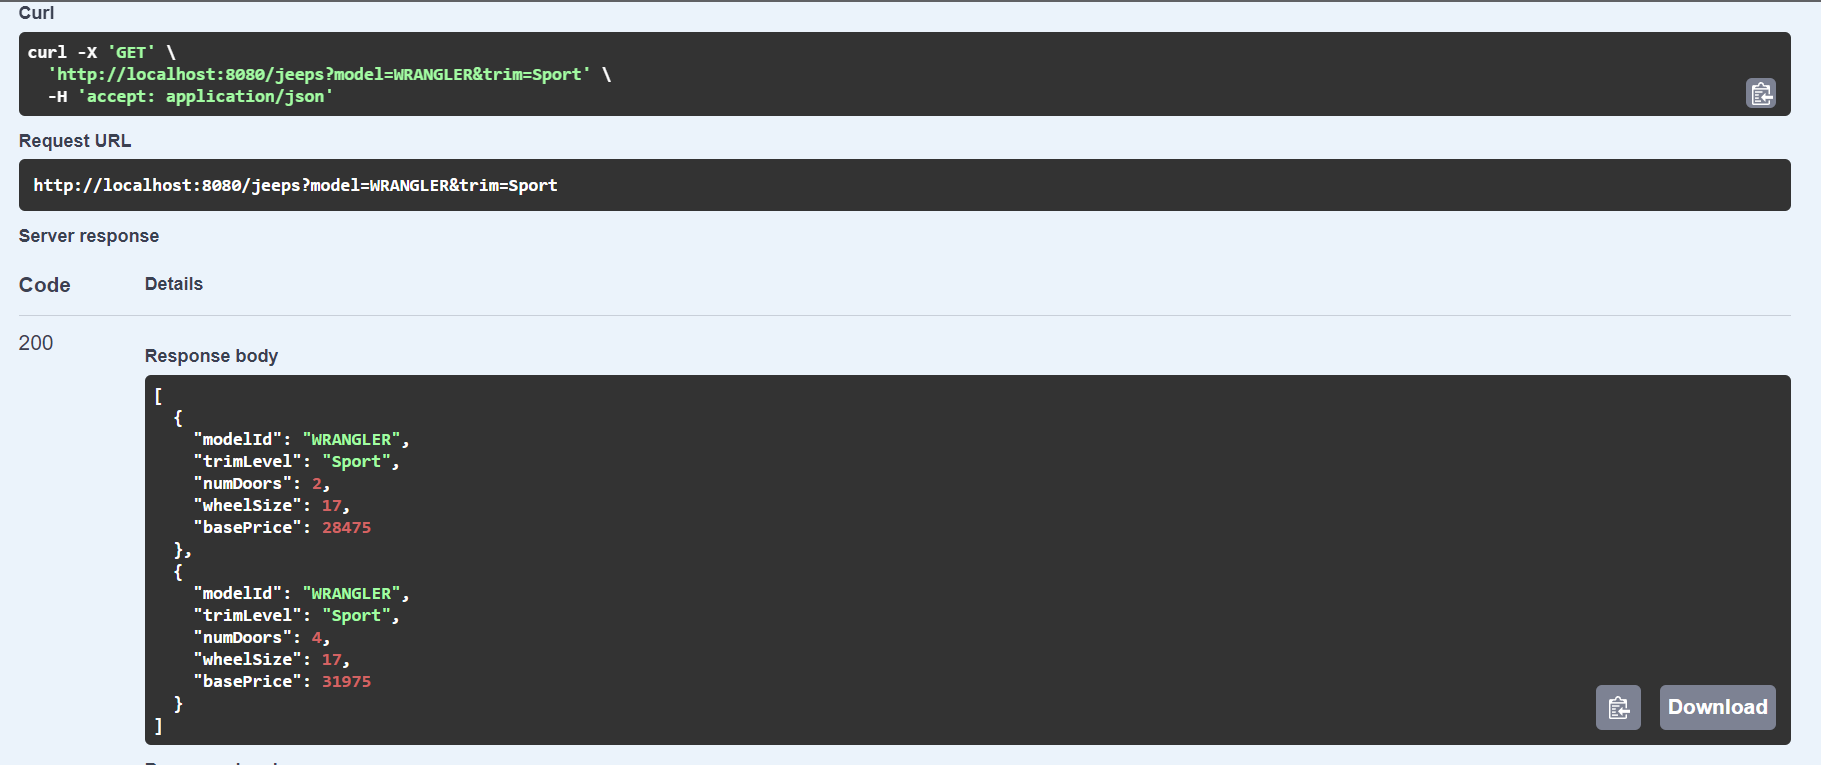 Curl
curl -X 'GET' \
'http://localhost:8080/jeeps?model=WRANGLER&trim=Sport' \
-H 'accept: application/json'
Request URL
http://localhost:8080/jeeps?model=WRANGLER&trim=Sport
Server response
Code Details
200
Response body
[
{
"modelId": "WRANGLER",
"trimLevel": "Sport",
"numDoors": 2,
"wheelSize": 17,
"basePrice": 28475
},
{
"modelId": "WRANGLER",
"trimLevel": "Sport",
"numDoors": 4,
"wheelSize": 17,
"basePrice": 31975
}
]
Download